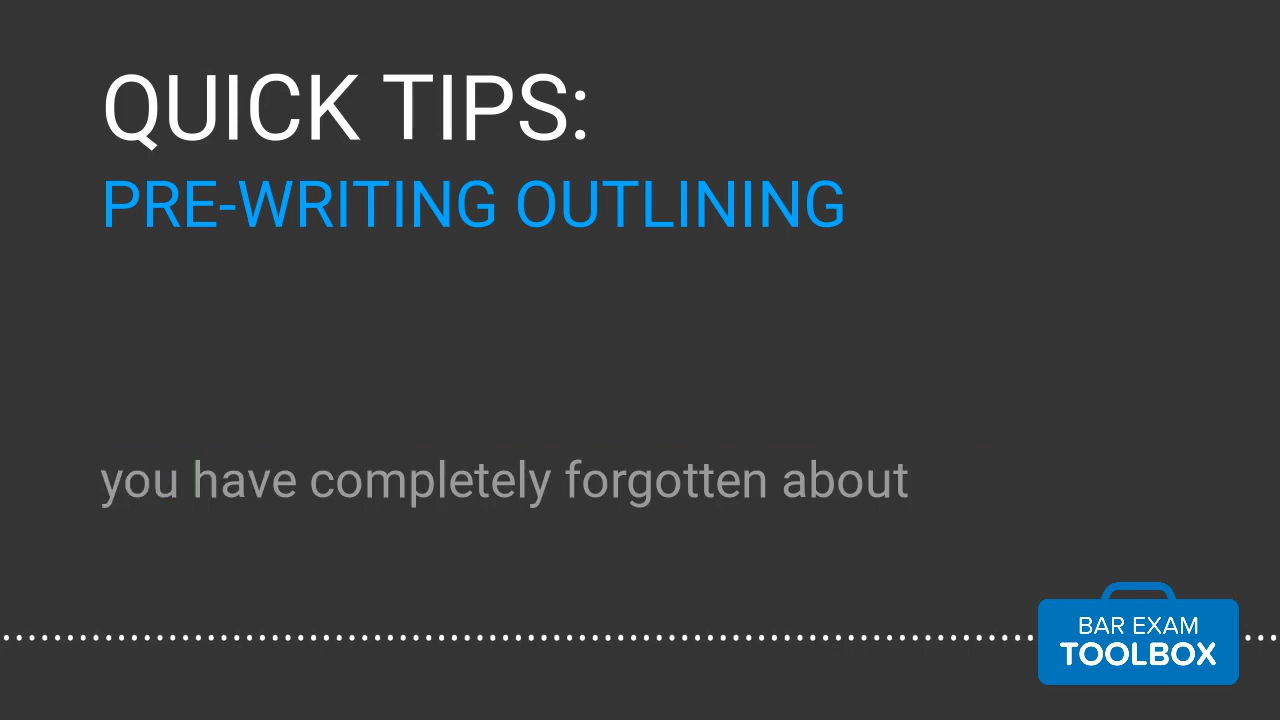 QUICK TIPS:
PRE-WRITING OUTLINING
you have completely forgotten about
BAR EXAM
TOOLBOX